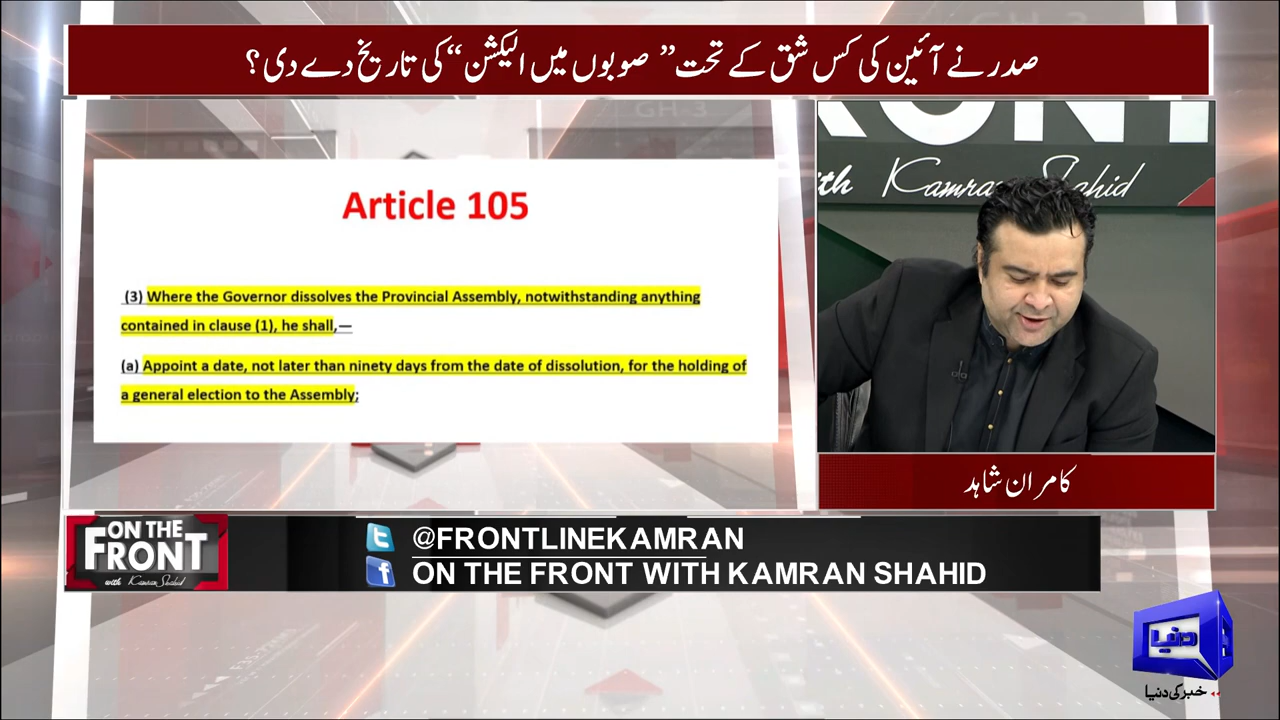 صدر نے آئین کی کس شق کے تحت ” صوبوں میں الیکشن “ کی تاریخ دے دی ؟
GH-3
Article 105
(3) Where the Governor dissolves the Provincial Assembly, notwithstanding anything
contained in clause (1), he shall,—
(a) Appoint a date, not later than ninety days from the date of dissolution, for the holding of
a general election to the Assembly;
FRONT
with Kamran Shahid
کامران شاہد
ON THE
FRONT
with Kamran Shahid
@FRONTLINEKAMRAN
ON THE FRONT WITH KAMRAN SHAHID
دنیا
خبر کی دنیا